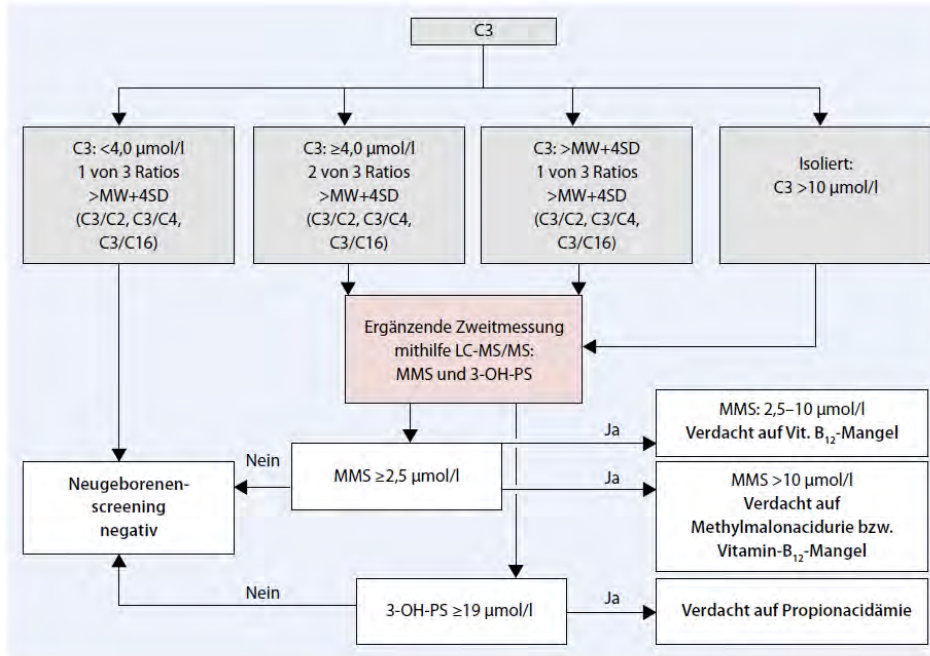 C3
C3: <4,0 µmol/l
1 von 3 Ratios
>MW+4SD
(C3/C2, C3/C4,
C3/C16)
C3: ≥4,0 µmol/l
2 von 3 Ratios
>MW+4SD
(C3/C2, C3/C4,
C3/C16)
C3: >MW+4SD
1 von 3 Ratios
>MW+4SD
(C3/C2, C3/C4,
C3/C16)
Isoliert:
C3 >10 µmol/l
Ergänzende Zweitmessung
mithilfe LC-MS/MS:
MMS und 3-OH-PS
MMS: 2,5–10 µmol/l
Verdacht auf Vit. B12-Mangel
Ja
Nein
MMS ≥2,5 µmol/l
Ja
Neugeborenen-
screening
negativ
MMS >10 µmol/l
Verdacht auf
Methylmalonacidurie bzw.
Vitamin-B12-Mangel
Nein
3-OH-PS ≥19 µmol/l
Ja
Verdacht auf Propionacidämie